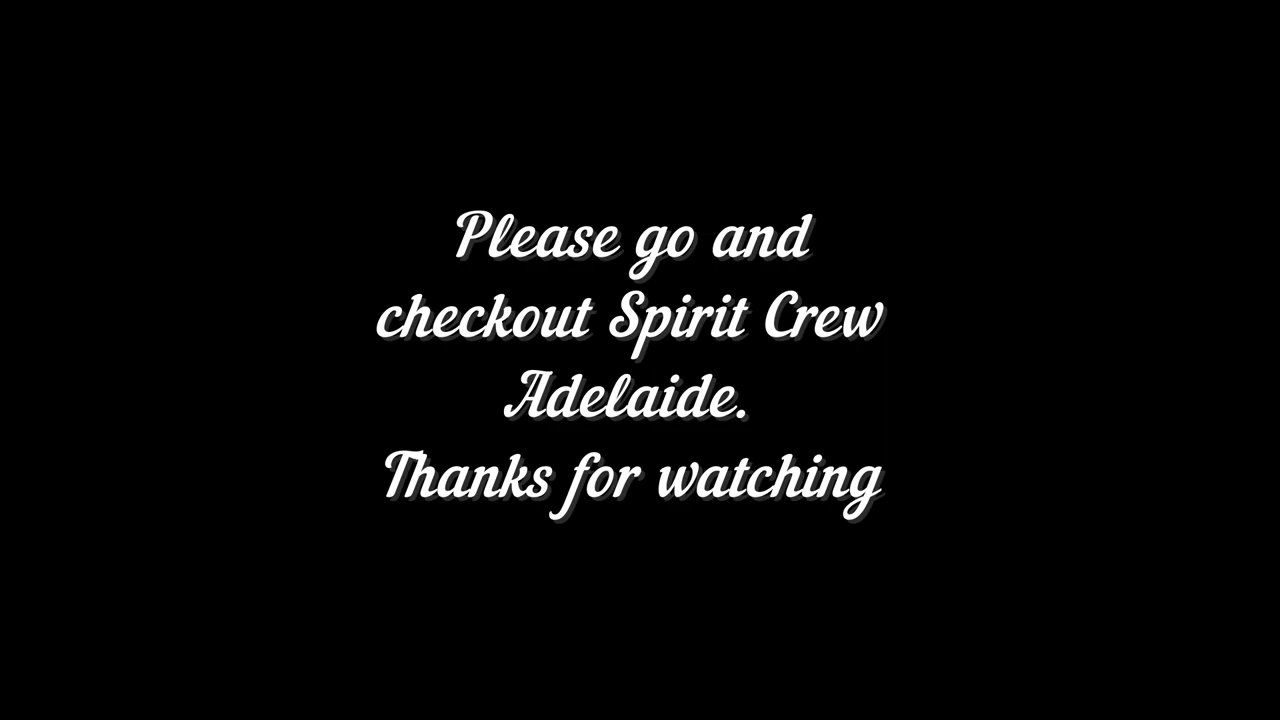 Please go and
checkout Spirit Crew
Adelaide.
Thanks for watching